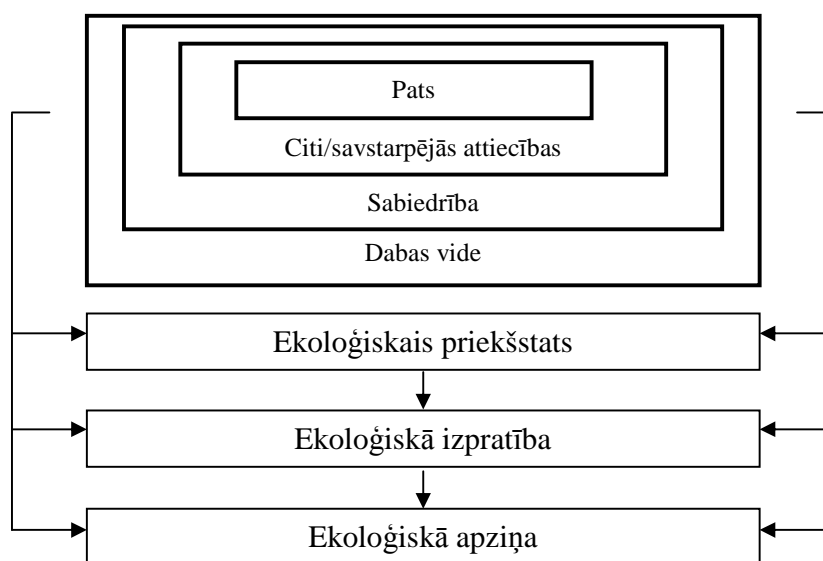 Pats
Citi/savstarpējās attiecības
Sabiedrība
Dabas vide
Ekoloģiskais priekšstats
Ekoloģiskā izpratība
Ekoloģiskā apziņa